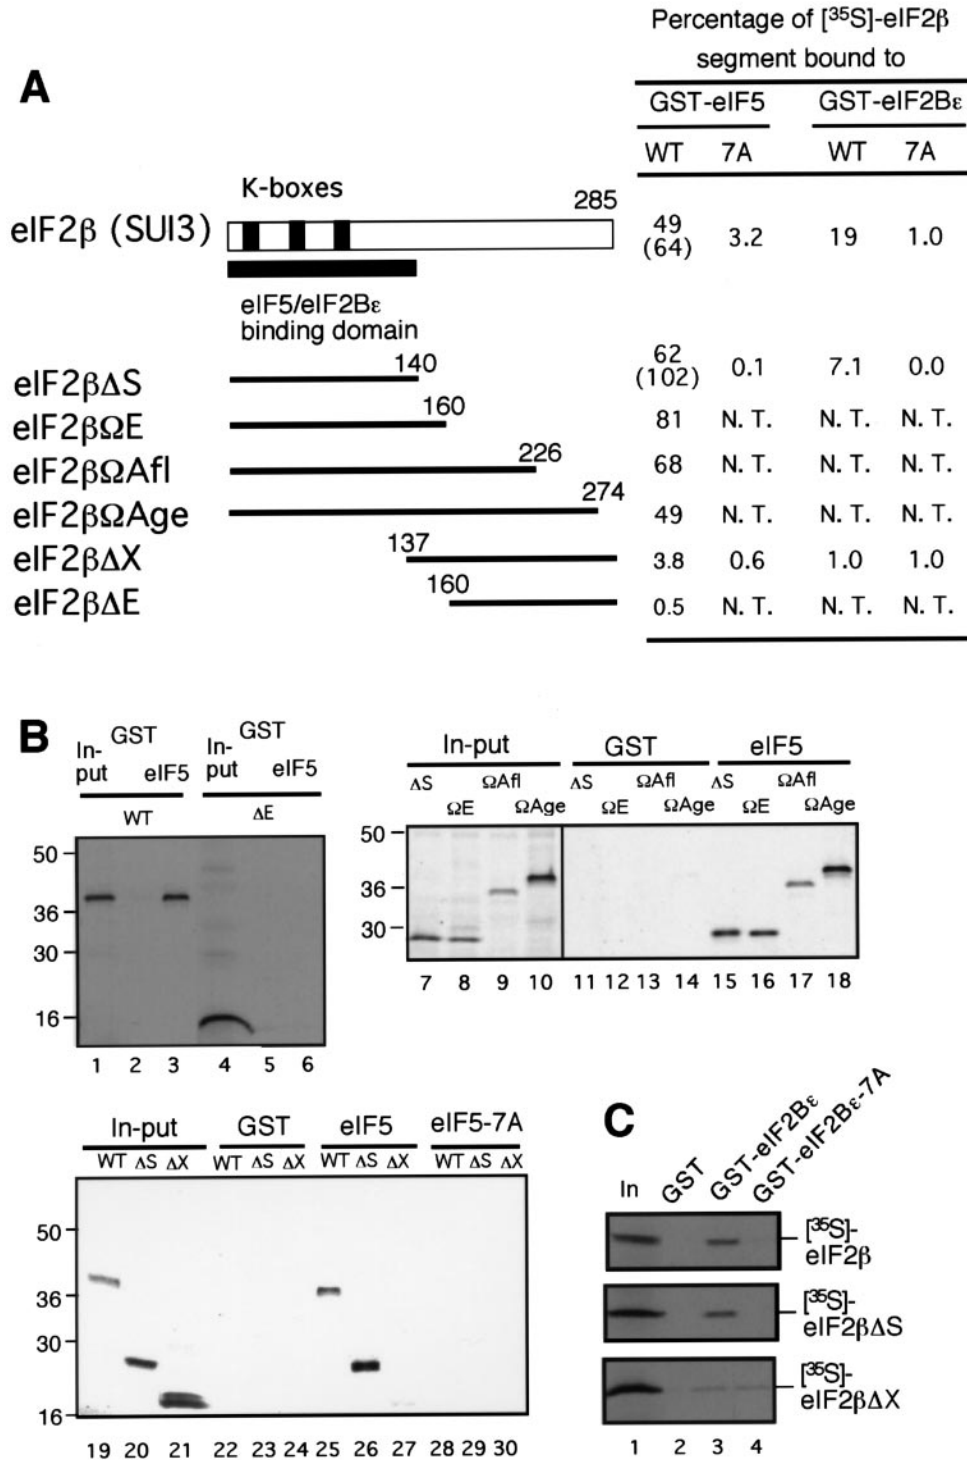 Percentage of [³⁵S]-eIF2β
segment bound to
A
GST-eIF5 GST-eIF2Bε
WT 7A WT 7A
K-boxes
285
eIF2β (SUI3) 49 (64) 3.2 19 1.0
eIF5/eIF2Bε
binding domain
eIF2βΔS 140 62 (102) 0.1 7.1 0.0
eIF2βΩE 160 81 N. T. N. T. N. T.
eIF2βΩAfl 226 68 N. T. N. T. N. T.
eIF2βΩAge 274 49 N. T. N. T. N. T.
eIF2βΔX 137 3.8 0.6 1.0 1.0
eIF2βΔE 160 0.5 N. T. N. T. N. T.
B
In-put GST eIF5 In-put GST eIF5
WT ΔE
50
36
30
16
1 2 3 4 5 6
In-put GST eIF5
ΔS ΩE ΩAfl ΩAge ΔS ΩE ΩAfl ΩAge ΔS ΩE ΩAfl ΩAge
50
36
30
7 8 9 10 11 12 13 14 15 16 17 18
In-put GST eIF5 eIF5-7A
WT ΔS ΔX WT ΔS ΔX WT ΔS ΔX WT ΔS ΔX
50
36
30
16
19 20 21 22 23 24 25 26 27 28 29 30
C
In GST GST-eIF2Bε GST-eIF2Bε-7A
[³⁵S]-
eIF2β
[³⁵S]-
eIF2βΔS
[³⁵S]-
eIF2βΔX
1 2 3 4